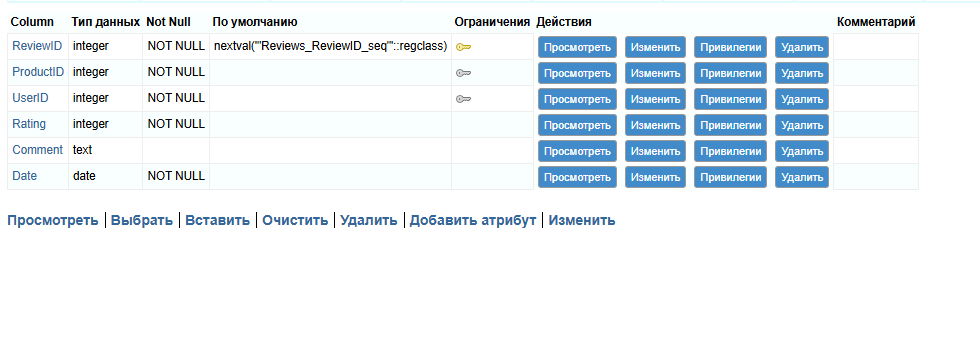 Column Тип данных Not Null По умолчанию Ограничения Действия Комментарий
ReviewID integer NOT NULL nextval('"Reviews_ReviewID_seq"'::regclass) Просмотреть Изменить Привилегии Удалить
ProductID integer NOT NULL Просмотреть Изменить Привилегии Удалить
UserID integer NOT NULL Просмотреть Изменить Привилегии Удалить
Rating integer NOT NULL Просмотреть Изменить Привилегии Удалить
Comment text Просмотреть Изменить Привилегии Удалить
Date date NOT NULL Просмотреть Изменить Привилегии Удалить
Просмотреть | Выбрать | Вставить | Очистить | Удалить | Добавить атрибут | Изменить